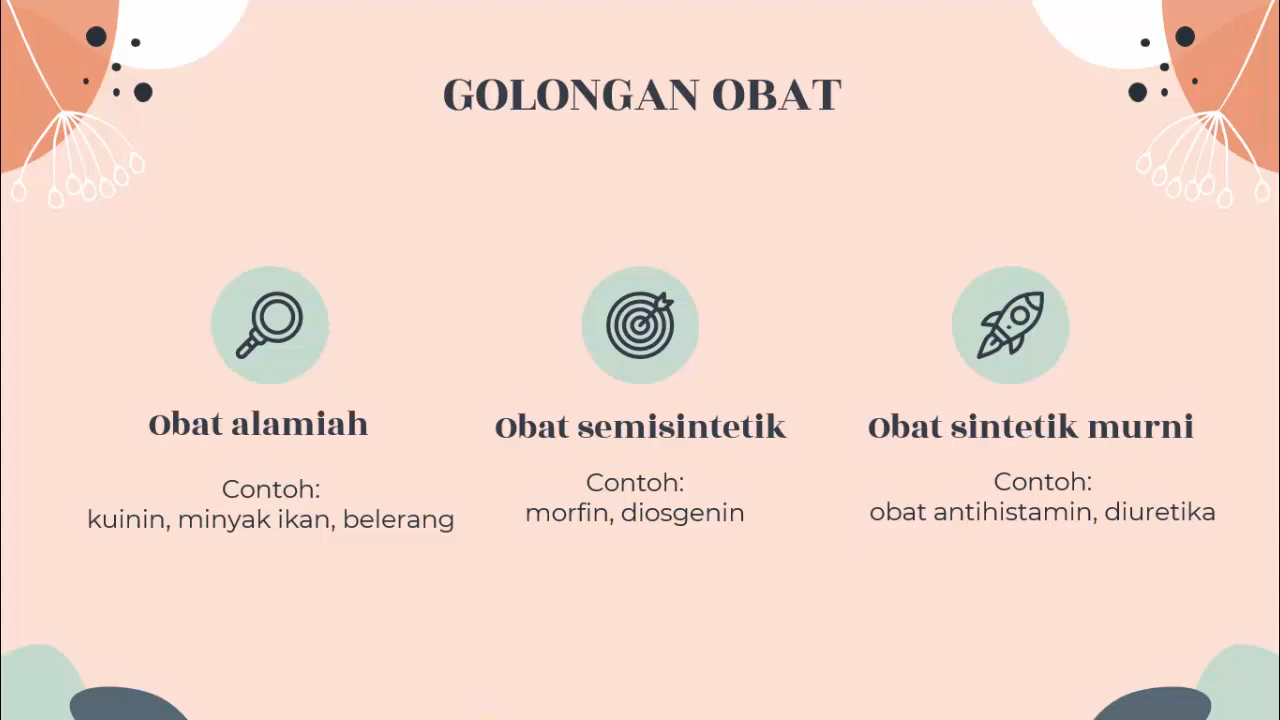 GOLONGAN OBAT
Obat alamiah
Contoh:
kuinin, minyak ikan, belerang
Obat semisintetik
Contoh:
morfin, diosgenin
Obat sintetik murni
Contoh:
obat antihistamin, diuretika